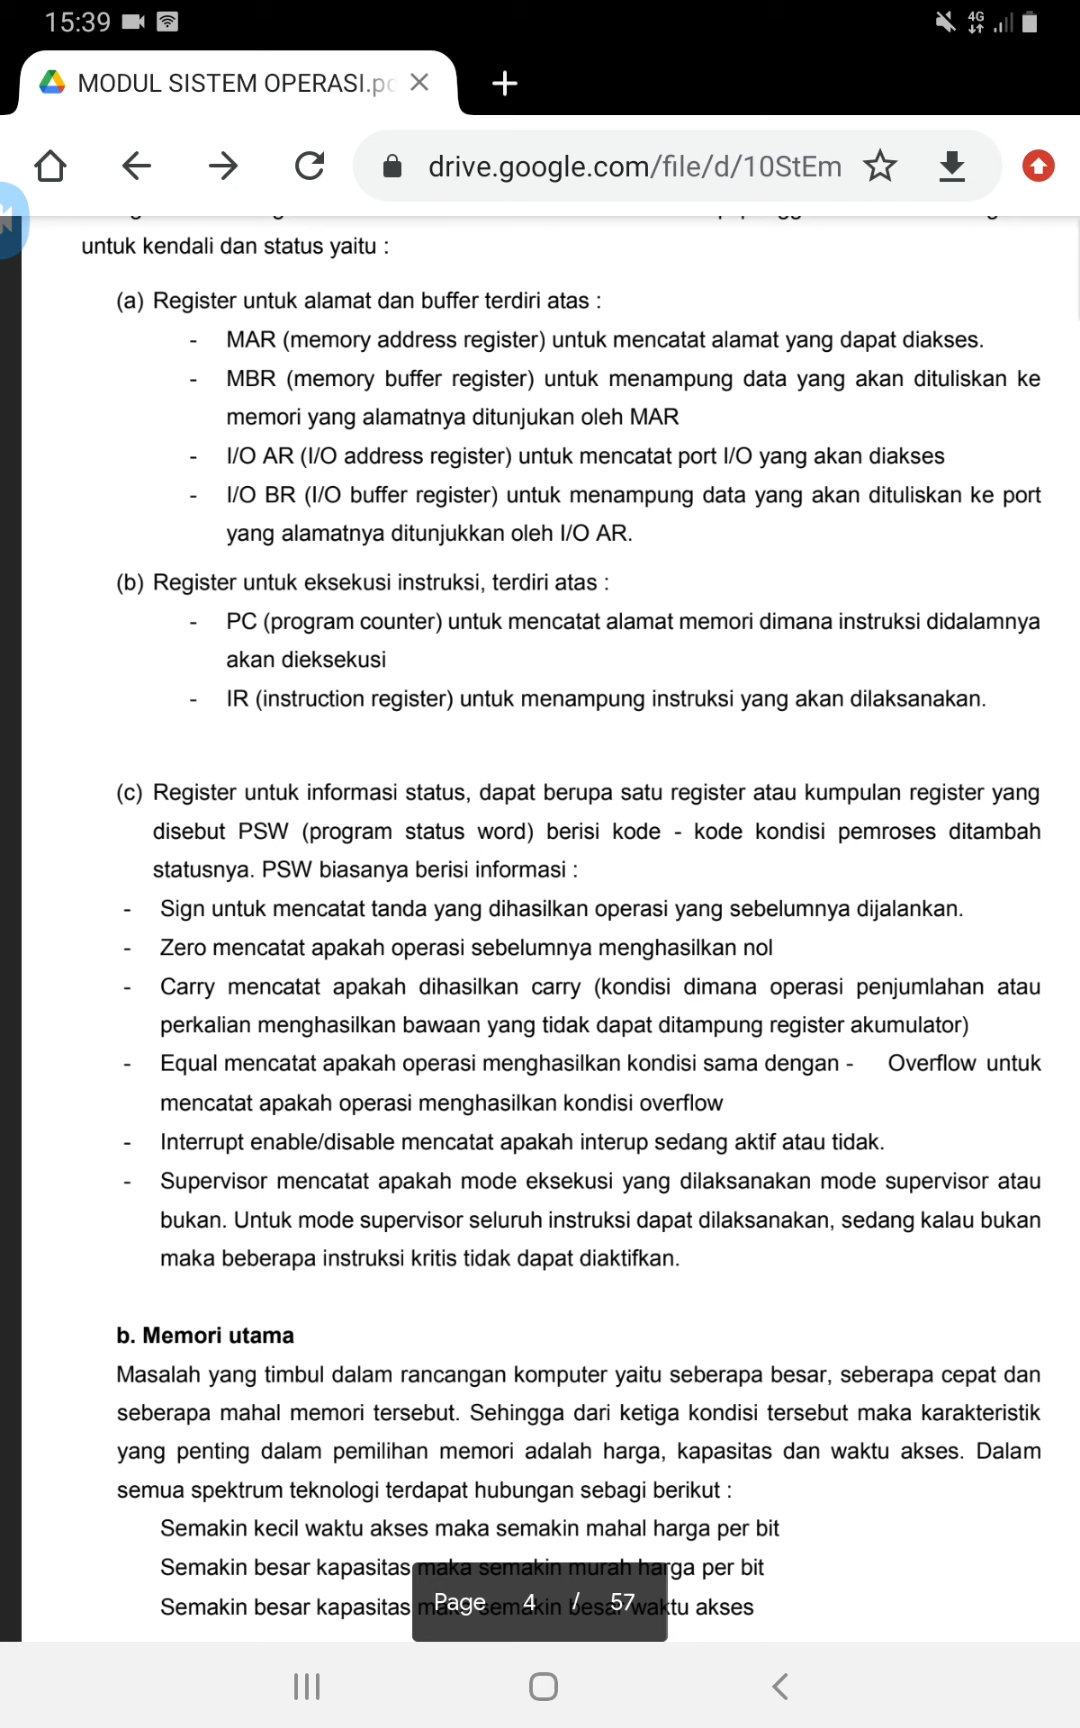 15:39 4G
MODUL SISTEM OPERASI.pd
drive.google.com/file/d/10StEm
untuk kendali dan status yaitu :
(a) Register untuk alamat dan buffer terdiri atas :
- MAR (memory address register) untuk mencatat alamat yang dapat diakses.
- MBR (memory buffer register) untuk menampung data yang akan dituliskan ke
memori yang alamatnya ditunjukan oleh MAR
- I/O AR (I/O address register) untuk mencatat port I/O yang akan diakses
- I/O BR (I/O buffer register) untuk menampung data yang akan dituliskan ke port
yang alamatnya ditunjukkan oleh I/O AR.
(b) Register untuk eksekusi instruksi, terdiri atas :
- PC (program counter) untuk mencatat alamat memori dimana instruksi didalamnya
akan dieksekusi
- IR (instruction register) untuk menampung instruksi yang akan dilaksanakan.
(c) Register untuk informasi status, dapat berupa satu register atau kumpulan register yang
disebut PSW (program status word) berisi kode - kode kondisi pemroses ditambah
statusnya. PSW biasanya berisi informasi :
- Sign untuk mencatat tanda yang dihasilkan operasi yang sebelumnya dijalankan.
- Zero mencatat apakah operasi sebelumnya menghasilkan nol
- Carry mencatat apakah dihasilkan carry (kondisi dimana operasi penjumlahan atau
perkalian menghasilkan bawaan yang tidak dapat ditampung register akumulator)
- Equal mencatat apakah operasi menghasilkan kondisi sama dengan - Overflow untuk
mencatat apakah operasi menghasilkan kondisi overflow
- Interrupt enable/disable mencatat apakah interup sedang aktif atau tidak.
- Supervisor mencatat apakah mode eksekusi yang dilaksanakan mode supervisor atau
bukan. Untuk mode supervisor seluruh instruksi dapat dilaksanakan, sedang kalau bukan
maka beberapa instruksi kritis tidak dapat diaktifkan.
b. Memori utama
Masalah yang timbul dalam rancangan komputer yaitu seberapa besar, seberapa cepat dan
seberapa mahal memori tersebut. Sehingga dari ketiga kondisi tersebut maka karakteristik
yang penting dalam pemilihan memori adalah harga, kapasitas dan waktu akses. Dalam
semua spektrum teknologi terdapat hubungan sebagi berikut :
Semakin kecil waktu akses maka semakin mahal harga per bit
Semakin besar kapasitas maka semakin murah harga per bit
Semakin besar kapasitas maka semakin besar waktu akses
Page 4 / 57